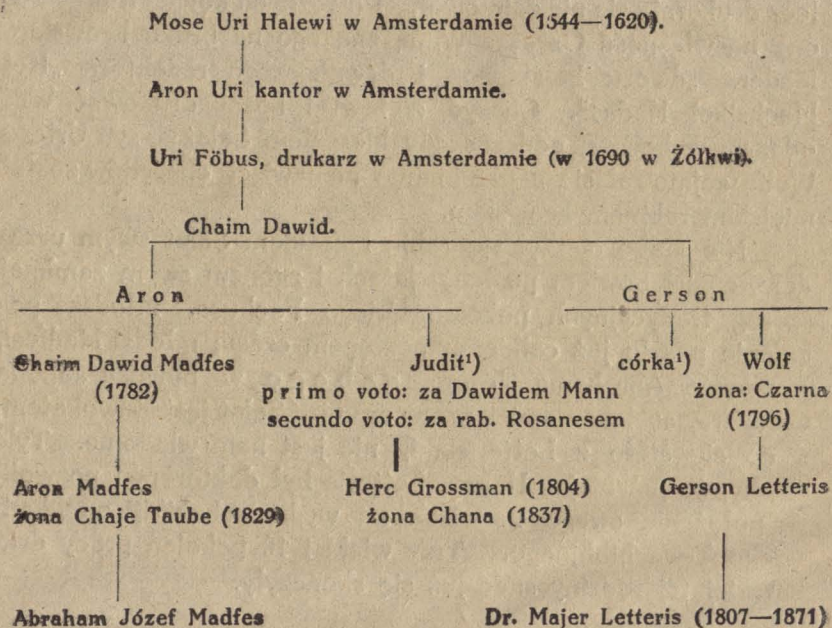 Mose Uri Halewi w Amsterdamie (1544—1620).
Aron Uri kantor w Amsterdamie.
Uri Föbus, drukarz w Amsterdamie (w 1690 w Żółkwi).
Chaim Dawid.
Aron Gerson
Chaim Dawid Madfes Judit¹) córka¹) Wolf
(1782) primo voto: za Dawidem Mann żona: Czarna
secundo voto: za rab. Rosanesem (1796)
Aron Madfes Herc Grossman (1804) Gerson Letteris
żona Chaje Taube (1829) żona Chana (1837)
Abraham Józef Madfes Dr. Majer Letteris (1807—1871)